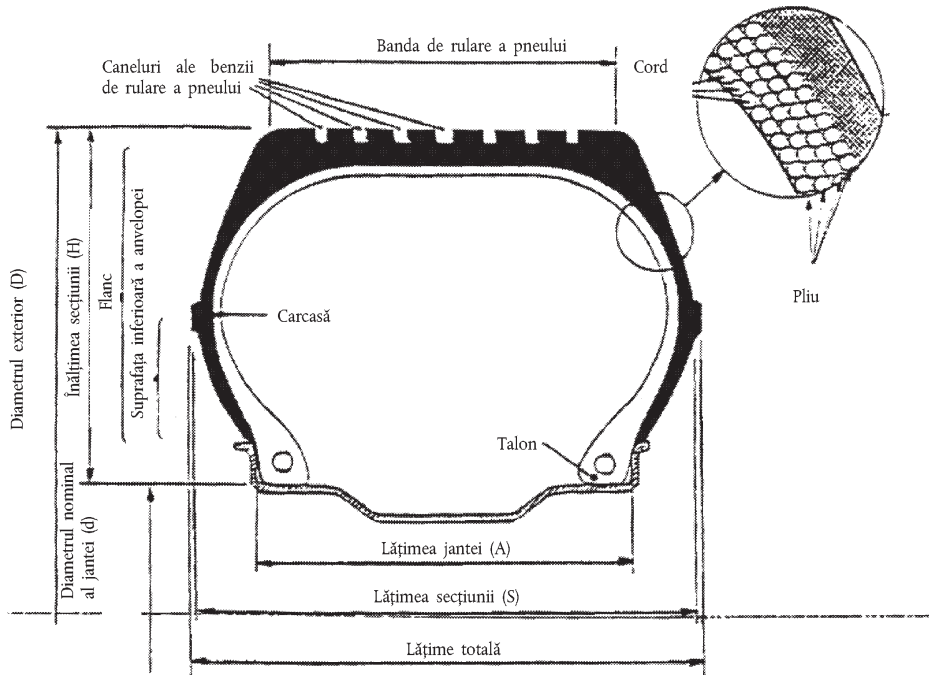 Banda de rulare a pneului
Caneluri ale benzii
de rulare a pneului
Cord
Pliu
Diametrul exterior (D)
Înălțimea secțiunii (H)
Flanc
Suprafața inferioară a anvelopei
Carcasă
Talon
Diametrul nominal
al jantei (d)
Lățimea jantei (A)
Lățimea secțiunii (S)
Lățime totală